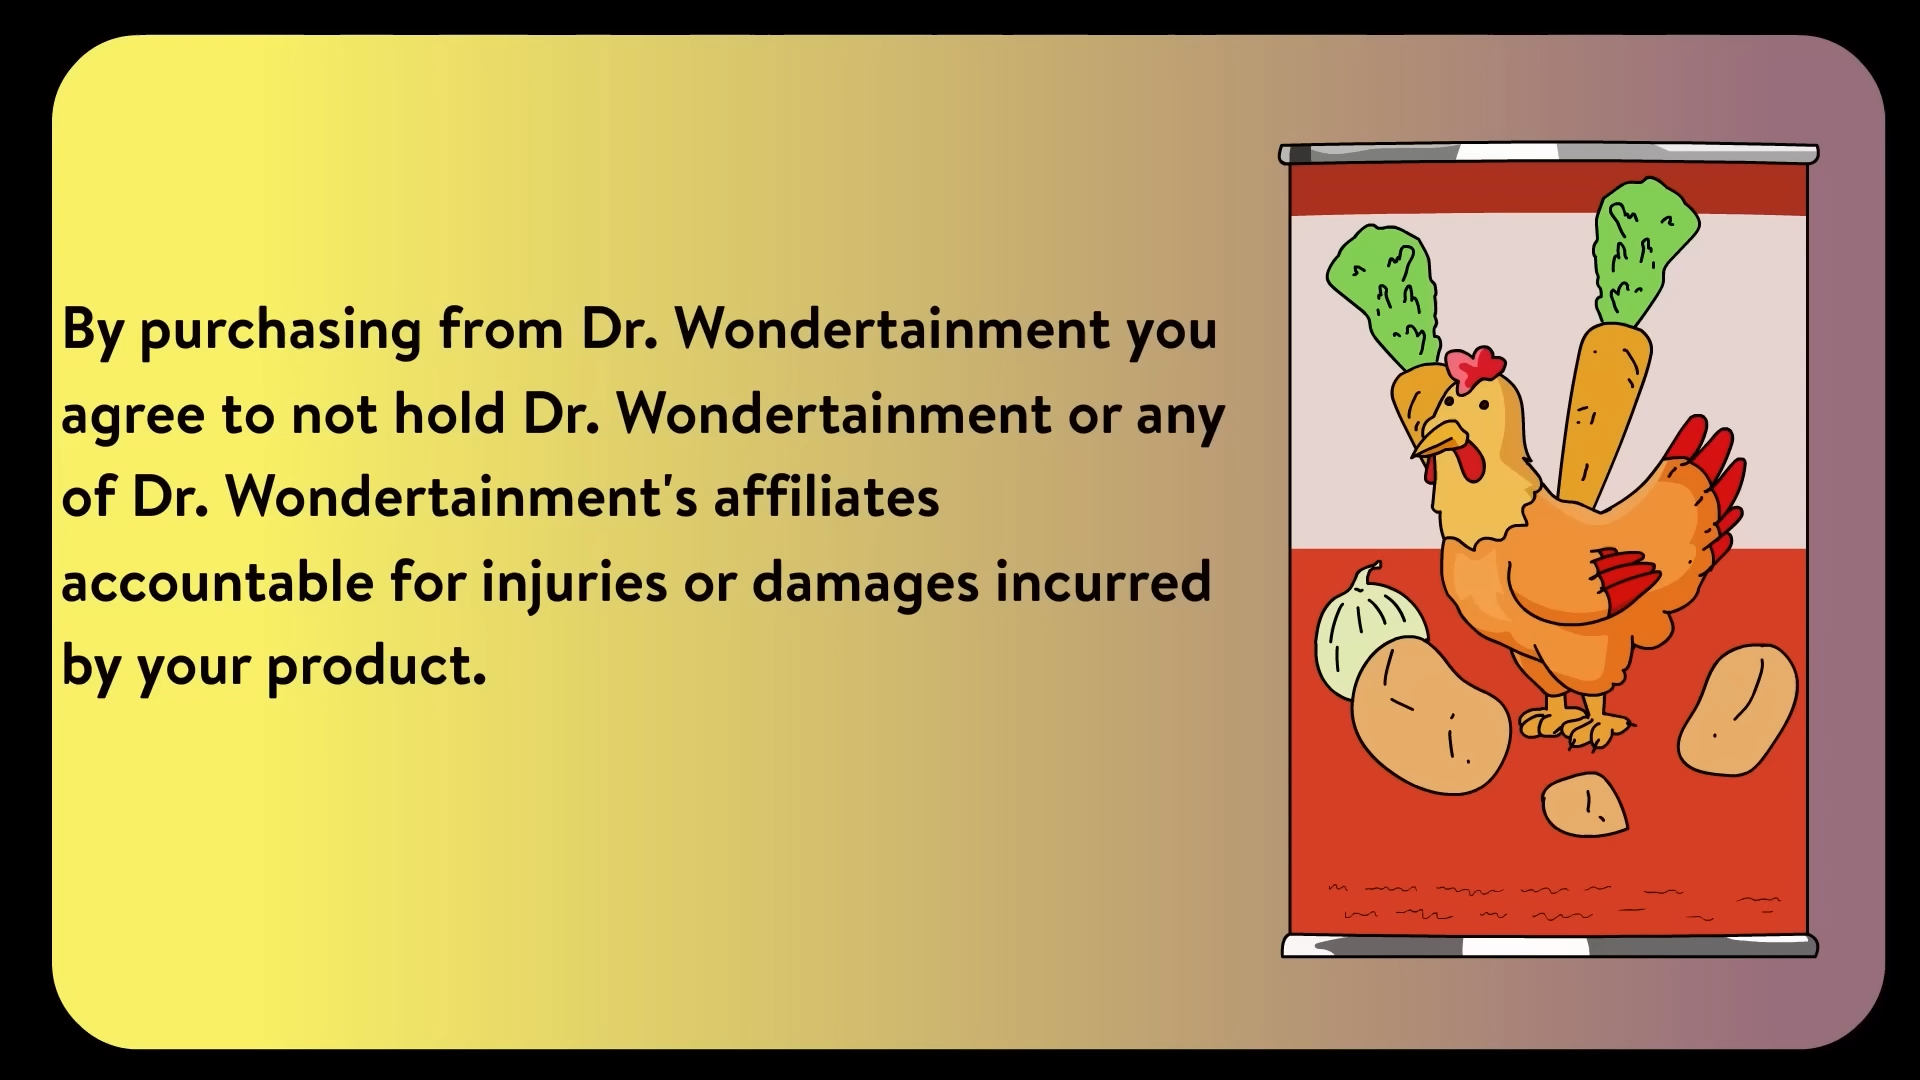 By purchasing from Dr. Wondertainment you
agree to not hold Dr. Wondertainment or any
of Dr. Wondertainment's affiliates
accountable for injuries or damages incurred
by your product.